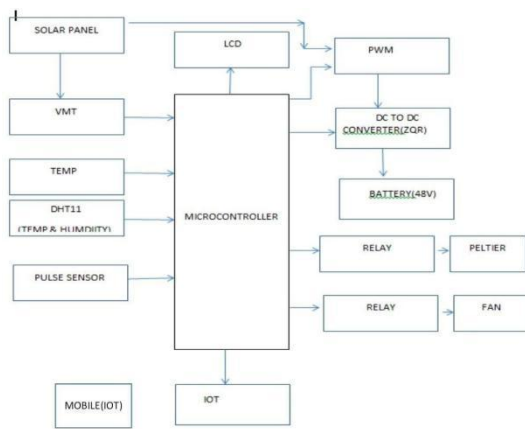 SOLAR PANEL
LCD
PWM
VMT
DC TO DC
CONVERTER(ZQR)
TEMP
BATTERY(48V)
DHT11
(TEMP & HUMDIITY)
MICROCONTROLLER
RELAY
PELTIER
PULSE SENSOR
RELAY
FAN
IOT
MOBILE(IOT)